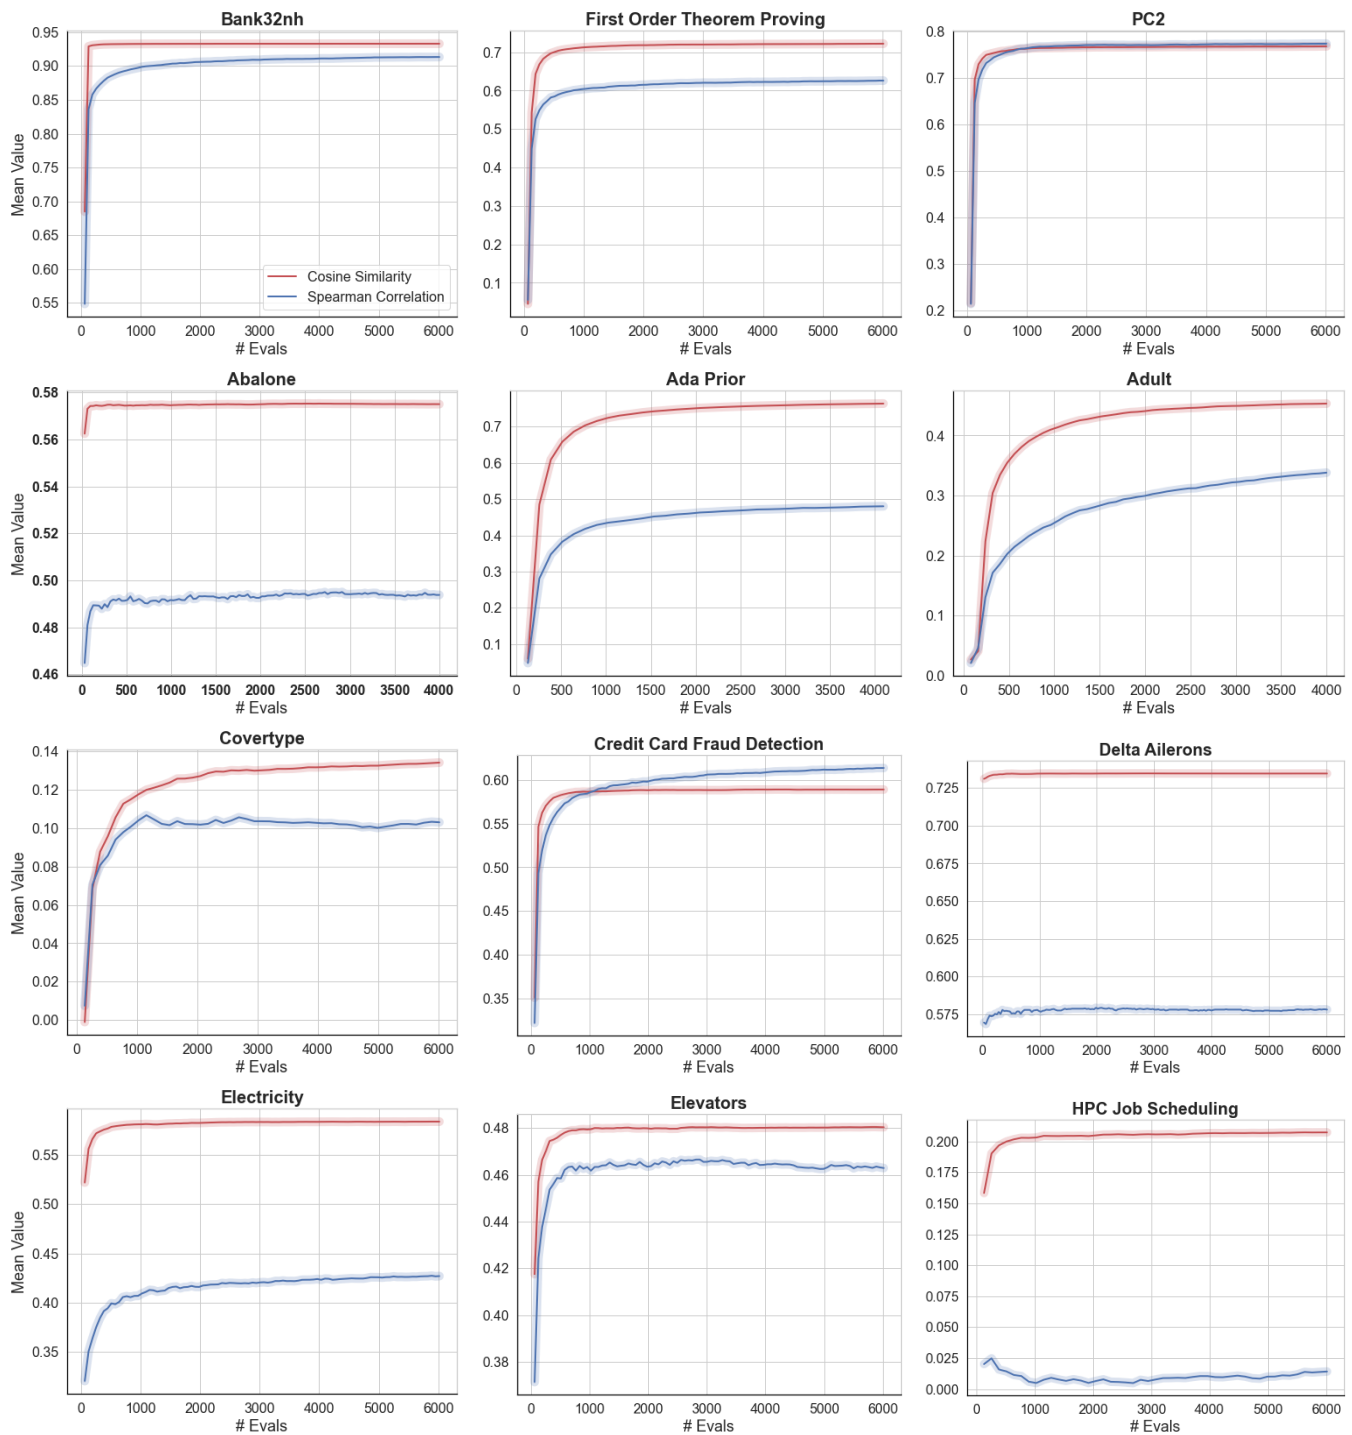 Bank32nh
First Order Theorem Proving
PC2
Mean Value
0.95
0.90
0.85
0.80
0.75
0.70
0.65
0.60
0.55
Cosine Similarity
Spearman Correlation
0 1000 2000 3000 4000 5000 6000
# Evals
0.7
0.6
0.5
0.4
0.3
0.2
0.1
0 1000 2000 3000 4000 5000 6000
# Evals
0.8
0.7
0.6
0.5
0.4
0.3
0.2
0 1000 2000 3000 4000 5000 6000
# Evals
Abalone
Ada Prior
Adult
Mean Value
0.58
0.56
0.54
0.52
0.50
0.48
0.46
0 500 1000 1500 2000 2500 3000 3500 4000
# Evals
0.7
0.6
0.5
0.4
0.3
0.2
0.1
0 500 1000 1500 2000 2500 3000 3500 4000
# Evals
0.4
0.3
0.2
0.1
0.0
0 500 1000 1500 2000 2500 3000 3500 4000
# Evals
Covertype
Credit Card Fraud Detection
Delta Ailerons
Mean Value
0.14
0.12
0.10
0.08
0.06
0.04
0.02
0.00
0 1000 2000 3000 4000 5000 6000
# Evals
0.60
0.55
0.50
0.45
0.40
0.35
0 1000 2000 3000 4000 5000 6000
# Evals
0.725
0.700
0.675
0.650
0.625
0.600
0.575
0 1000 2000 3000 4000 5000 6000
# Evals
Electricity
Elevators
HPC Job Scheduling
Mean Value
0.55
0.50
0.45
0.40
0.35
0 1000 2000 3000 4000 5000 6000
# Evals
0.48
0.46
0.44
0.42
0.40
0.38
0 1000 2000 3000 4000 5000 6000
# Evals
0.200
0.175
0.150
0.125
0.100
0.075
0.050
0.025
0.000
0 1000 2000 3000 4000 5000 6000
# Evals